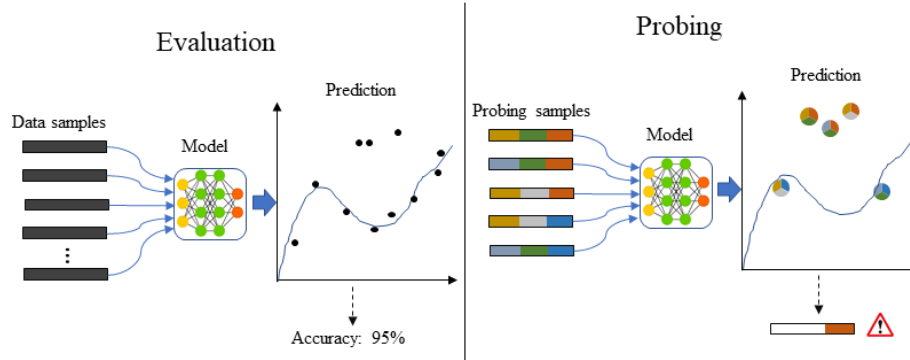 Evaluation
Prediction
Data samples
Model
...
Accuracy: 95%
Probing
Prediction
Probing samples
Model
!